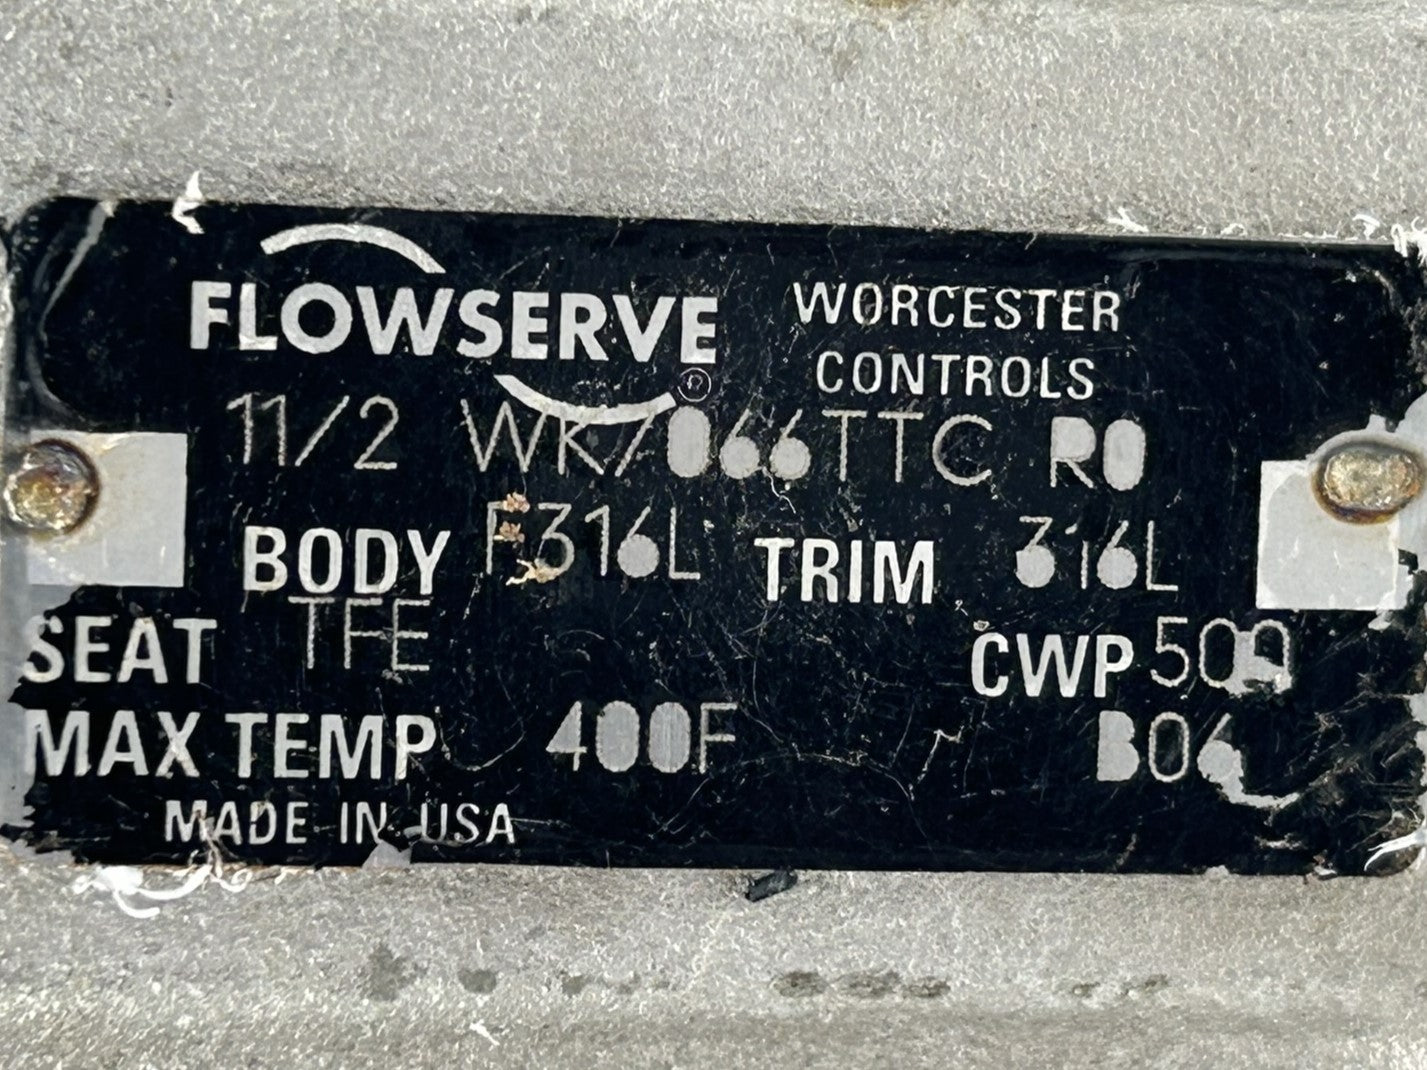 FLOWSERVE ®
WORCESTER
CONTROLS
11/2 WK7066TTC R0
BODY F316L TRIM 316L
SEAT TFE CWP 500
MAX TEMP 400F B06
MADE IN USA